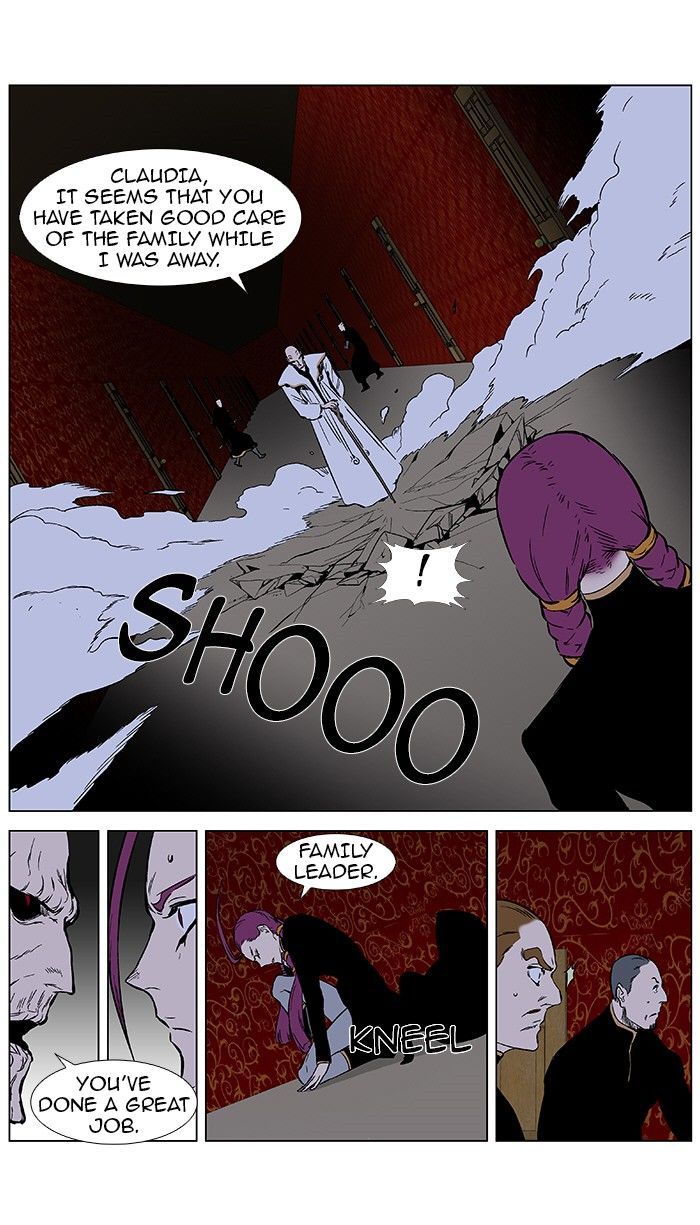 CLAUDIA,
IT SEEMS THAT YOU
HAVE TAKEN GOOD CARE
OF THE FAMILY WHILE
I WAS AWAY.
!
SHOOO
YOU'VE
DONE A GREAT
JOB.
FAMILY
LEADER.
KNEEL